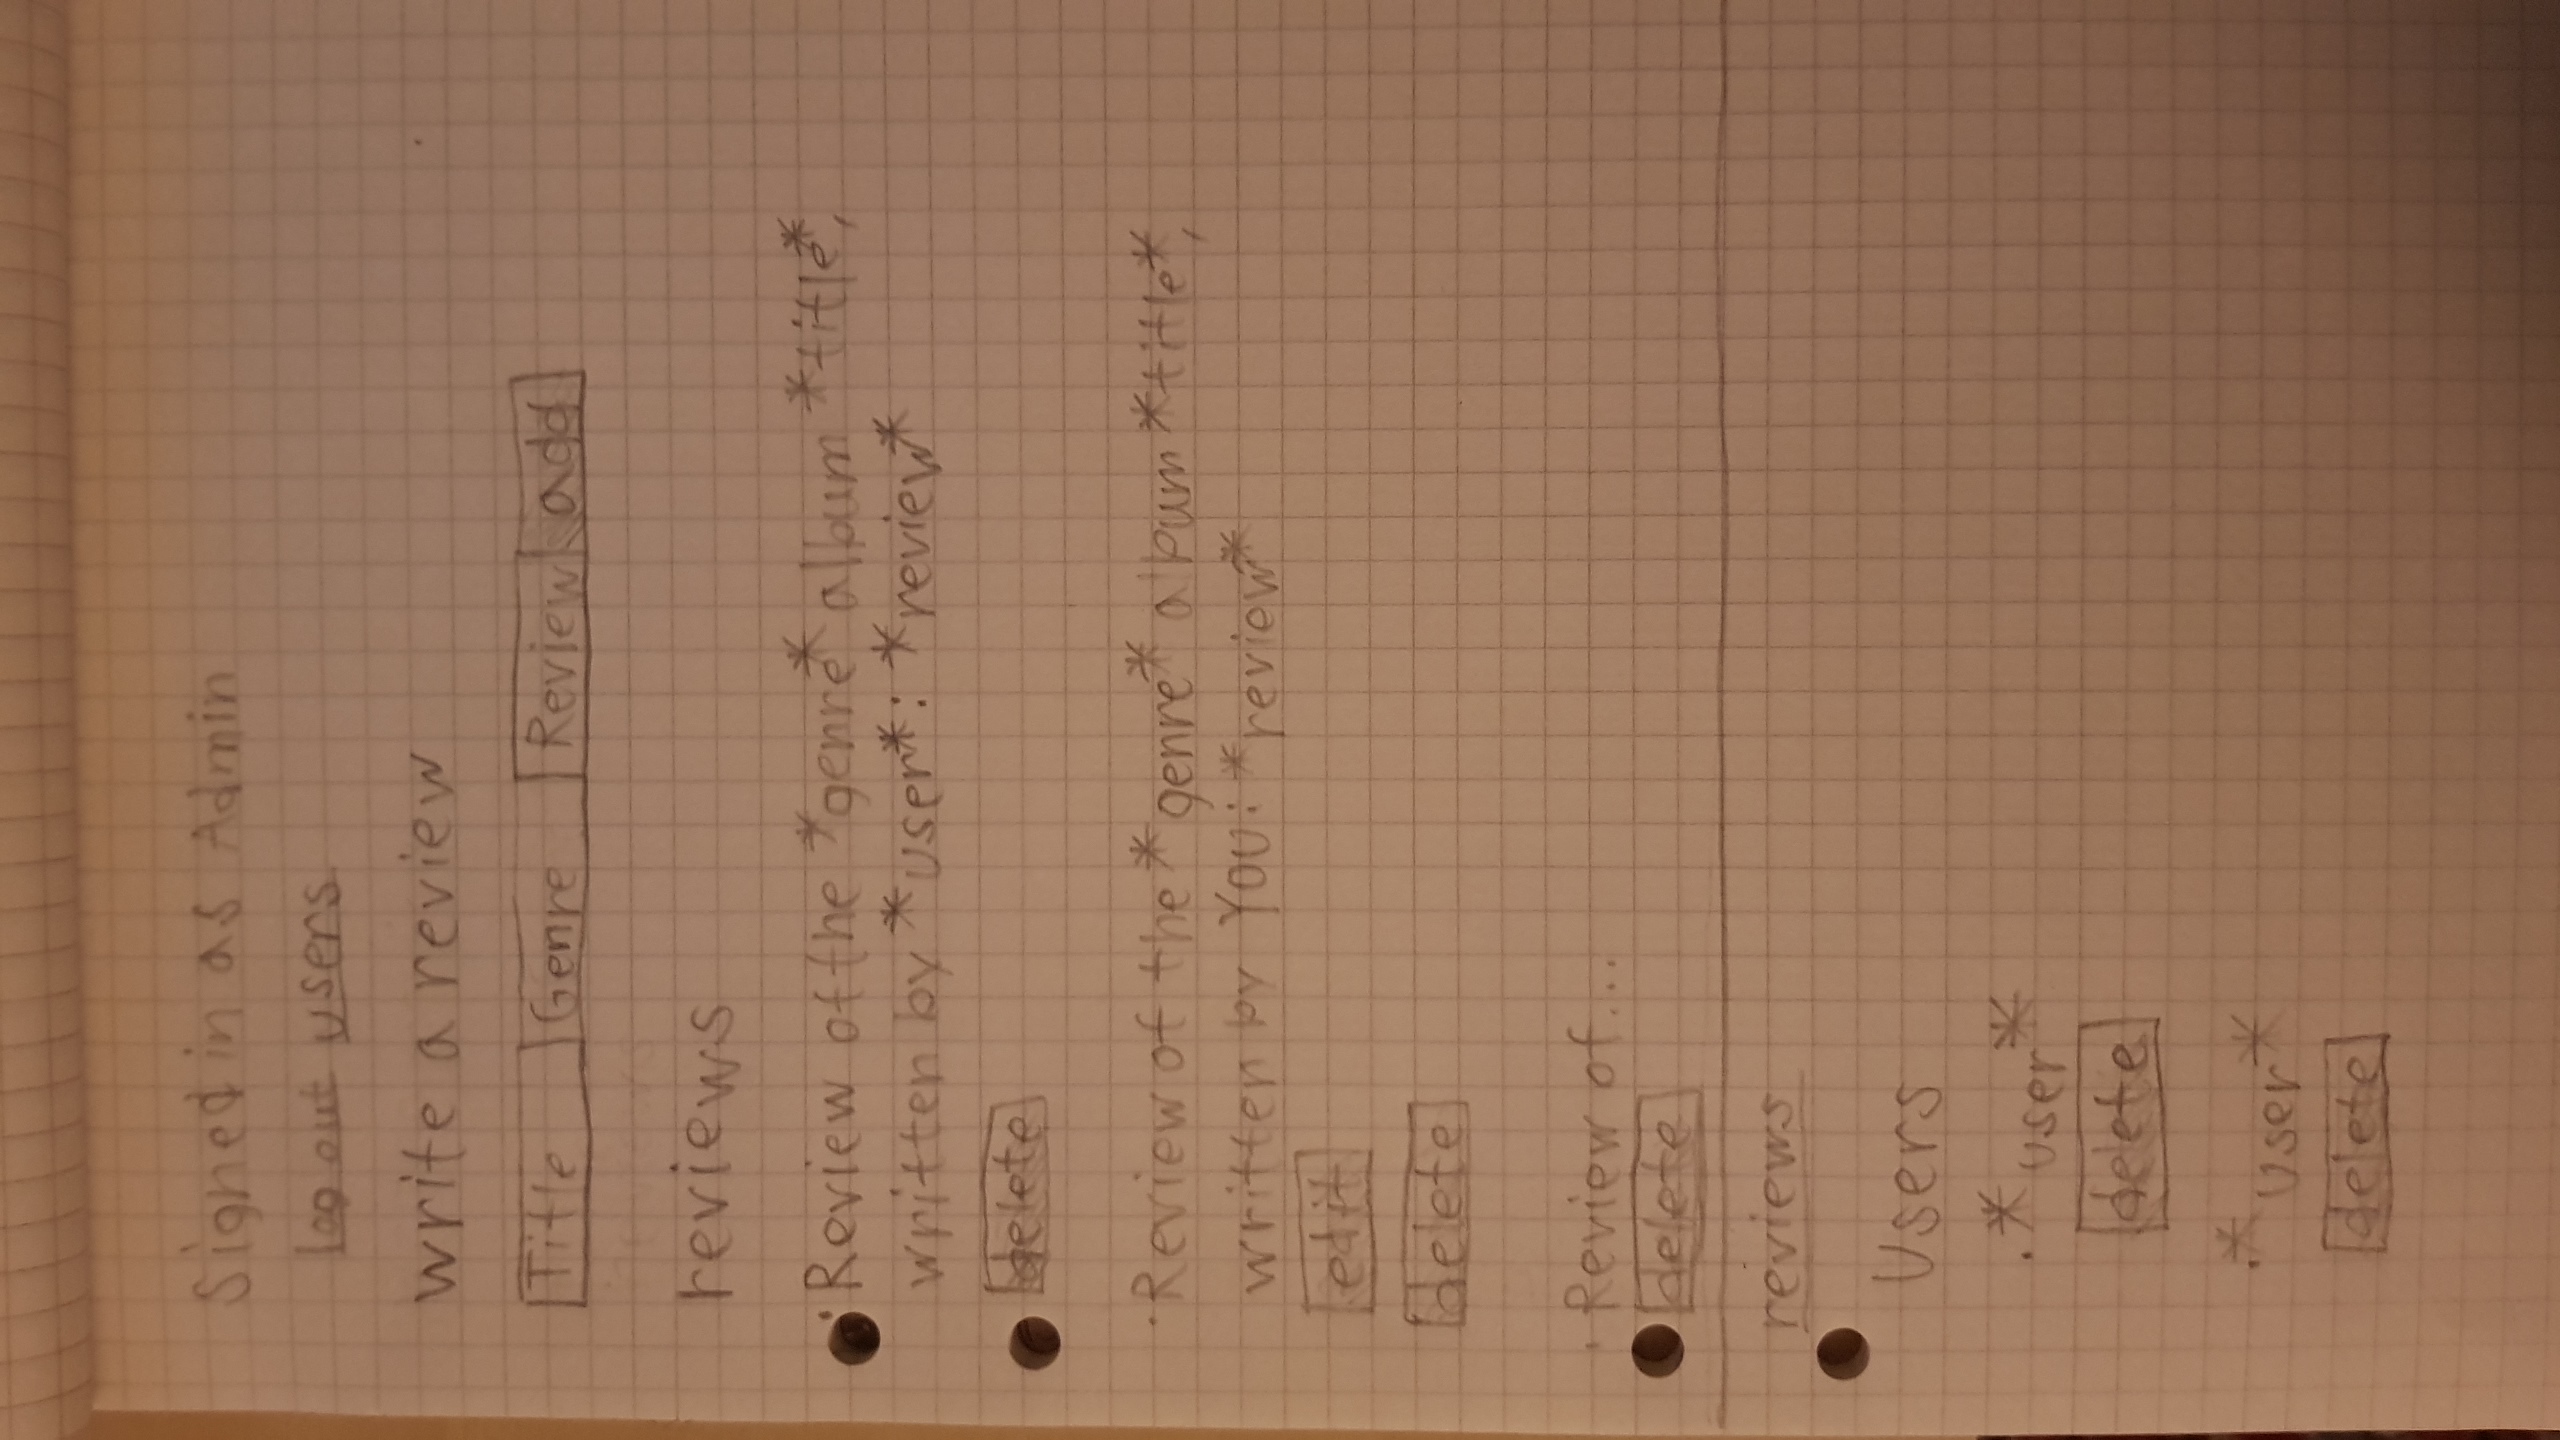 Signed in as Admin
log out users
write a review
Title Genre Review add
reviews
· Review of the *genre* album *title*,
written by *user*: *review*
delete
· Review of the *genre* album *title*,
written by YOU: *review*
edit
delete
· Review of...
delete
reviews
Users
· *user*
delete
· *user*
delete